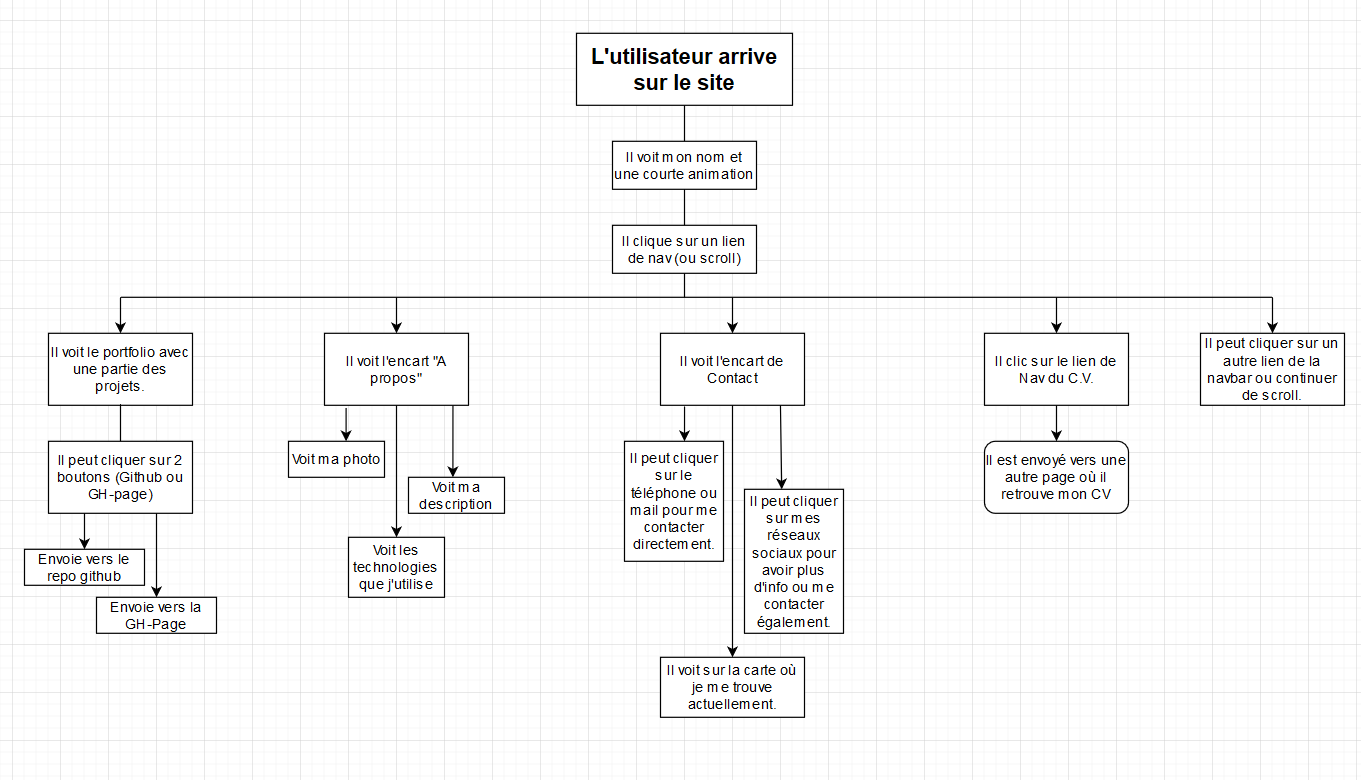 L'utilisateur arrive
sur le site
Il voit mon nom et
une courte animation
Il clique sur un lien
de nav (ou scroll)
Il voit le portfolio avec
une partie des
projets.
Il voit l'encart "A
propos"
Il voit l'encart de
Contact
Il clic sur le lien de
Nav du C.V.
Il peut cliquer sur un
autre lien de la
navbar ou continuer
de scroll.
Il peut cliquer sur 2
boutons (Github ou
GH-page)
Voit ma photo
Voit ma
description
Voit les
technologies
que j'utilise
Il peut cliquer
sur le
téléphone ou
mail pour me
contacter
directement.
Il peut cliquer
sur mes
réseaux
sociaux pour
avoir plus
d'info ou me
contacter
également.
Il est envoyé vers une
autre page où il
retrouve mon CV
Envoie vers le
repo github
Envoie vers la
GH-Page
Il voit sur la carte où
je me trouve
actuellement.